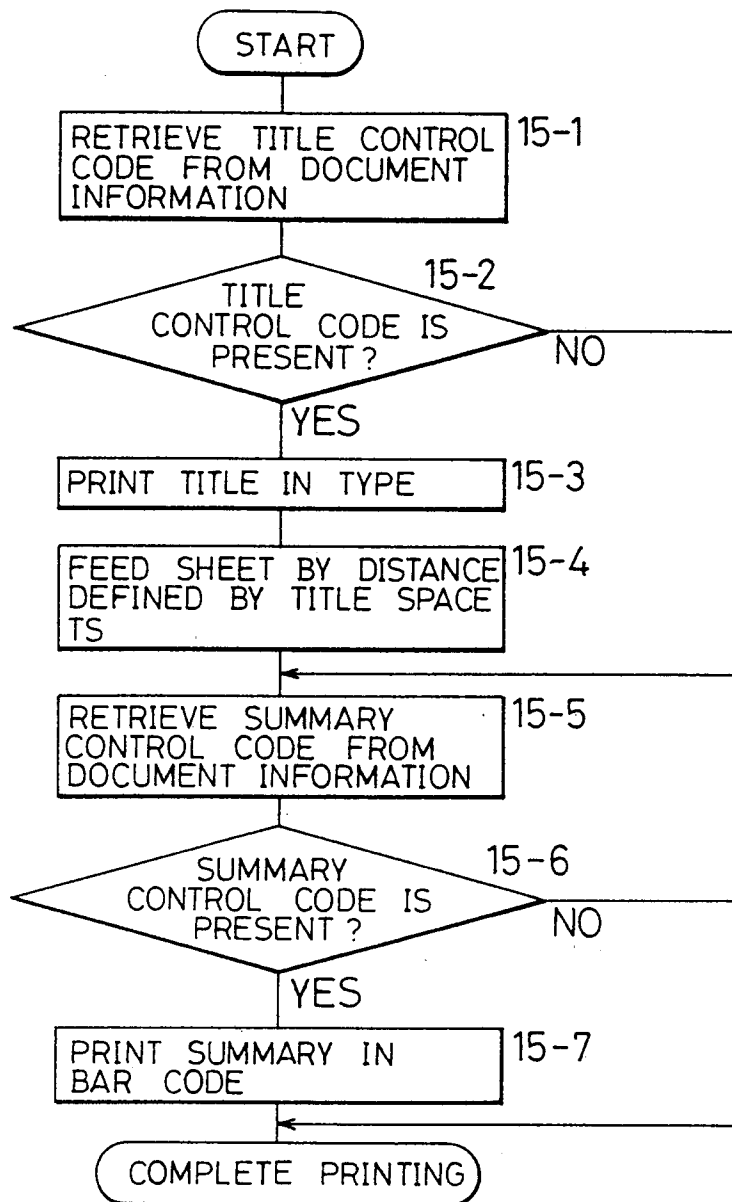 START
RETRIEVE TITLE CONTROL
CODE FROM DOCUMENT
INFORMATION
15-1
15-2
TITLE
CONTROL CODE IS
PRESENT?
NO
YES
PRINT TITLE IN TYPE
15-3
FEED SHEET BY DISTANCE
DEFINED BY TITLE SPACE
TS
15-4
RETRIEVE SUMMARY
CONTROL CODE FROM
DOCUMENT INFORMATION
15-5
15-6
SUMMARY
CONTROL CODE IS
PRESENT?
NO
YES
PRINT SUMMARY IN
BAR CODE
15-7
COMPLETE PRINTING